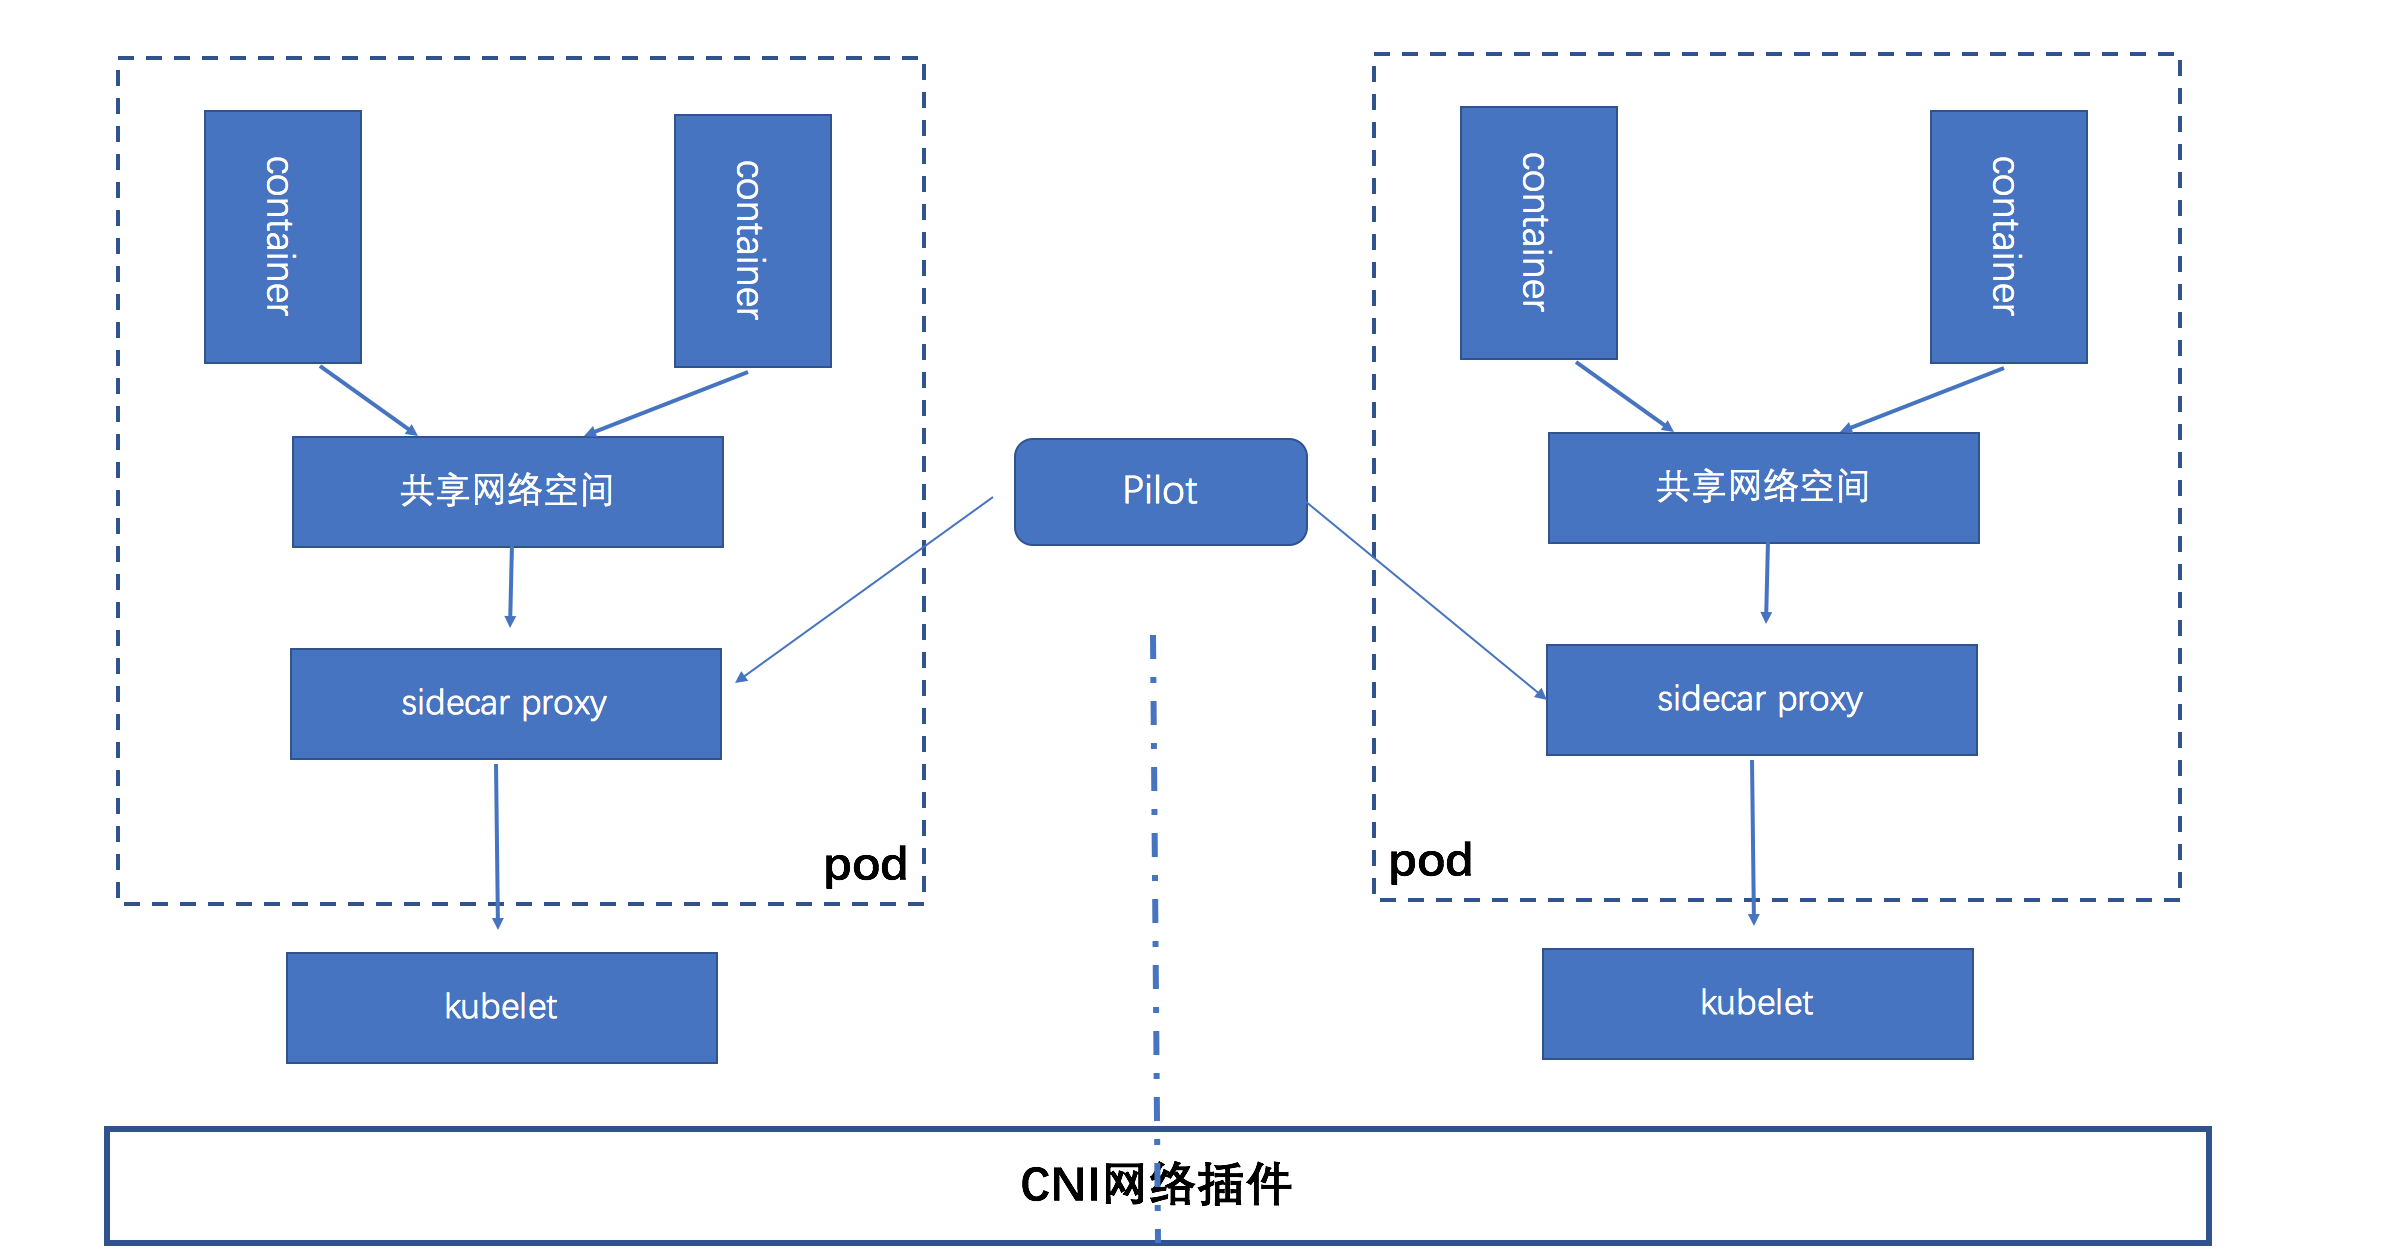 container
container
共享网络空间
sidecar proxy
pod
kubelet
Pilot
container
container
共享网络空间
sidecar proxy
pod
kubelet
CNI网络插件